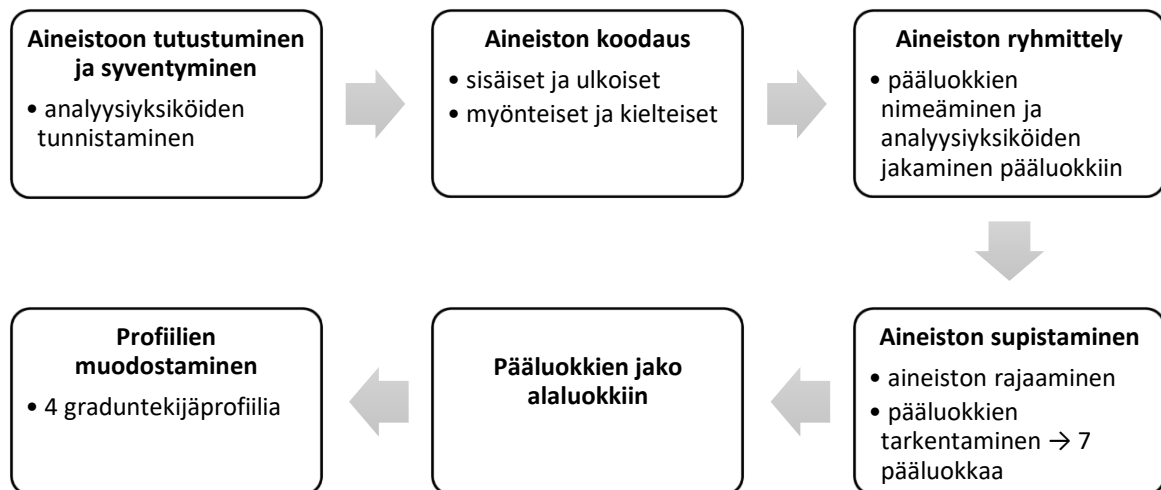 Aineistoon tutustuminen
ja syventyminen
• analyysiyksiköiden
tunnistaminen
Aineiston koodaus
• sisäiset ja ulkoiset
• myönteiset ja kielteiset
Aineiston ryhmittely
• pääluokkien
nimeäminen ja
analyysiyksiköiden
jakaminen pääluokkiin
Aineiston supistaminen
• aineiston rajaaminen
• pääluokkien
tarkentaminen → 7
pääluokkaa
Pääluokkien jako
alaluokkiin
Profiilien
muodostaminen
• 4 graduntekijäprofiilia